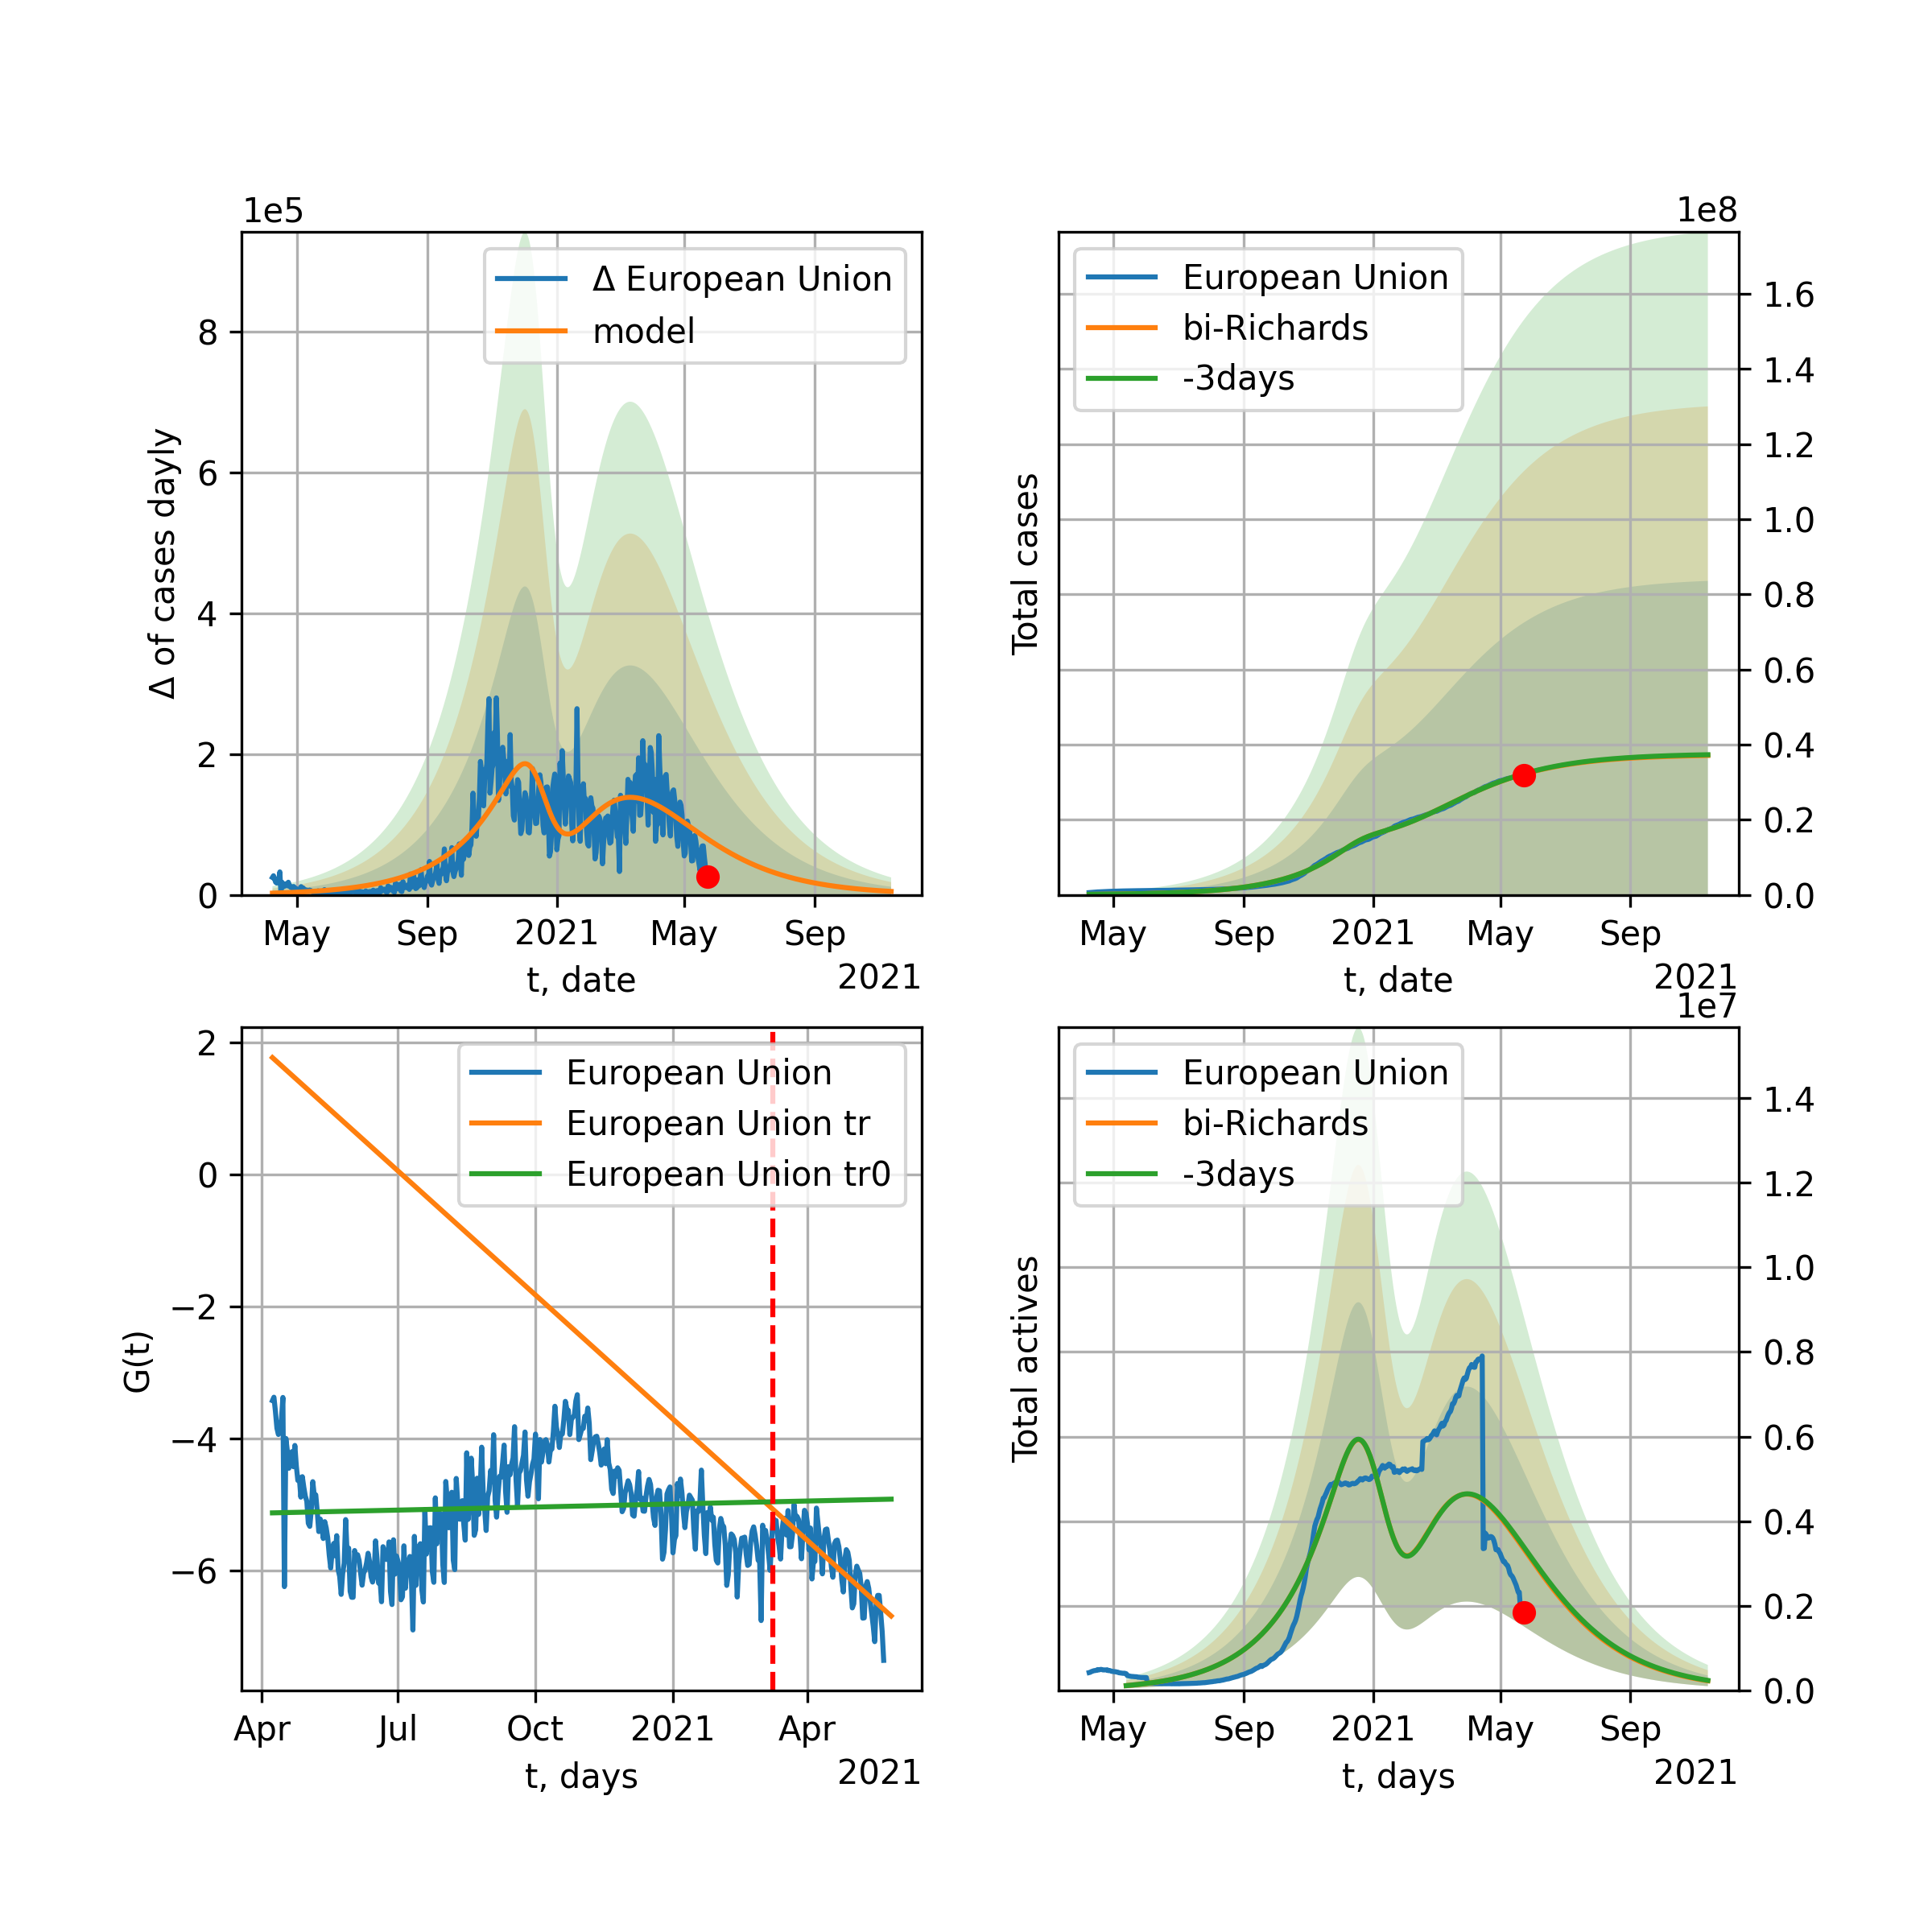 1e5
Δ of cases dayly
8
6
4
2
0
Δ European Union
model
May
Sep
2021
May
Sep
t, date
2021
1e8
Total cases
European Union
bi-Richards
-3days
1.6
1.4
1.2
1.0
0.8
0.6
0.4
0.2
0.0
May
Sep
2021
May
Sep
t, date
2021
G(t)
2
0
−2
−4
−6
European Union
European Union tr
European Union tr0
Apr
Jul
Oct
2021
Apr
t, days
2021
1e7
Total actives
European Union
bi-Richards
-3days
1.4
1.2
1.0
0.8
0.6
0.4
0.2
0.0
May
Sep
2021
May
Sep
t, days
2021